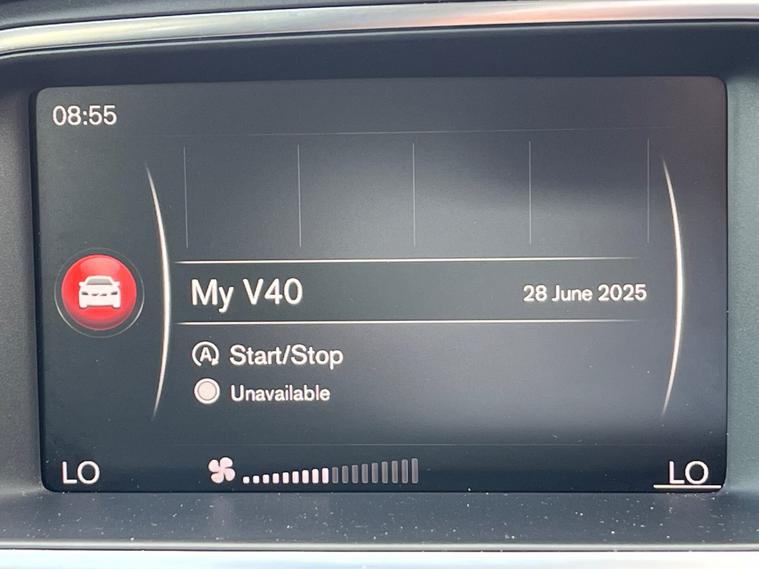 08:55
My V40 28 June 2025
A Start/Stop
Unavailable
LO LO